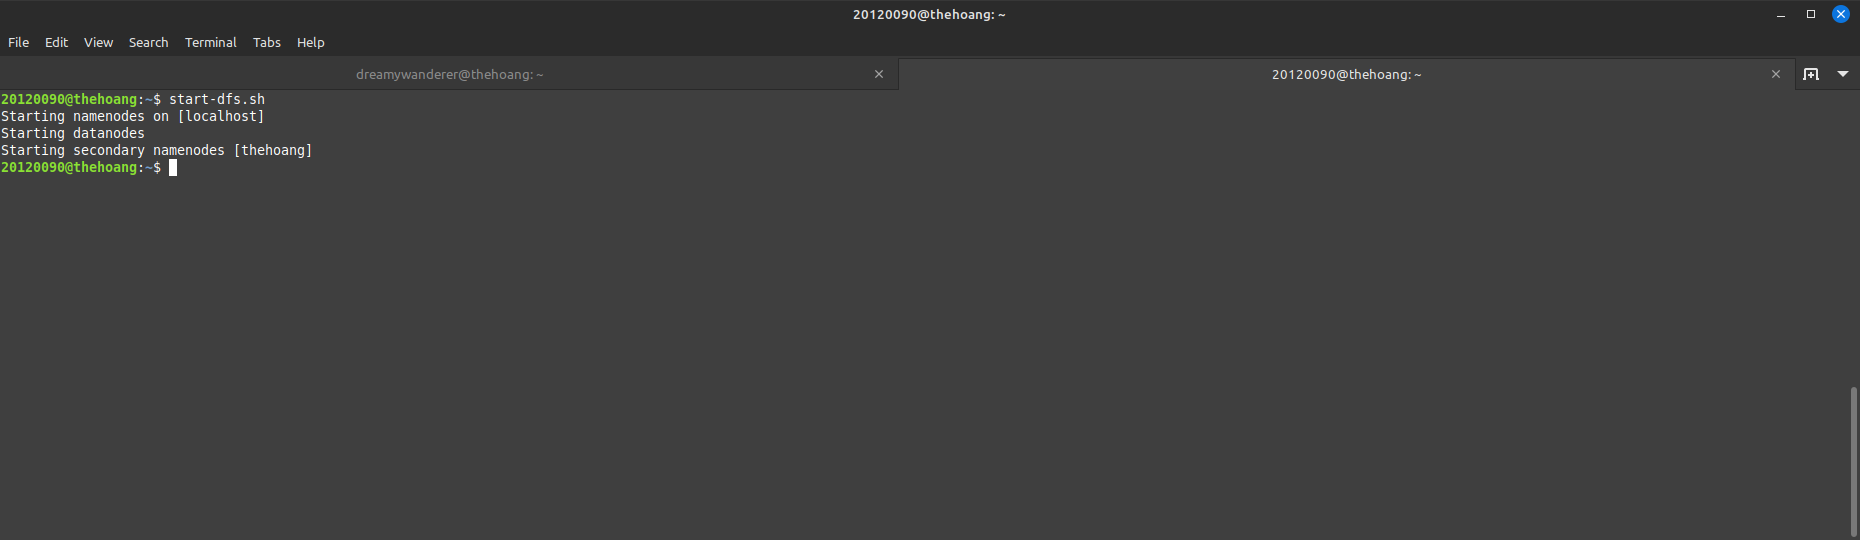 20120090@thehoang: ~
File Edit View Search Terminal Tabs Help
dreamywanderer@thehoang: ~ 20120090@thehoang: ~
20120090@thehoang:~$ start-dfs.sh
Starting namenodes on [localhost]
Starting datanodes
Starting secondary namenodes [thehoang]
20120090@thehoang:~$